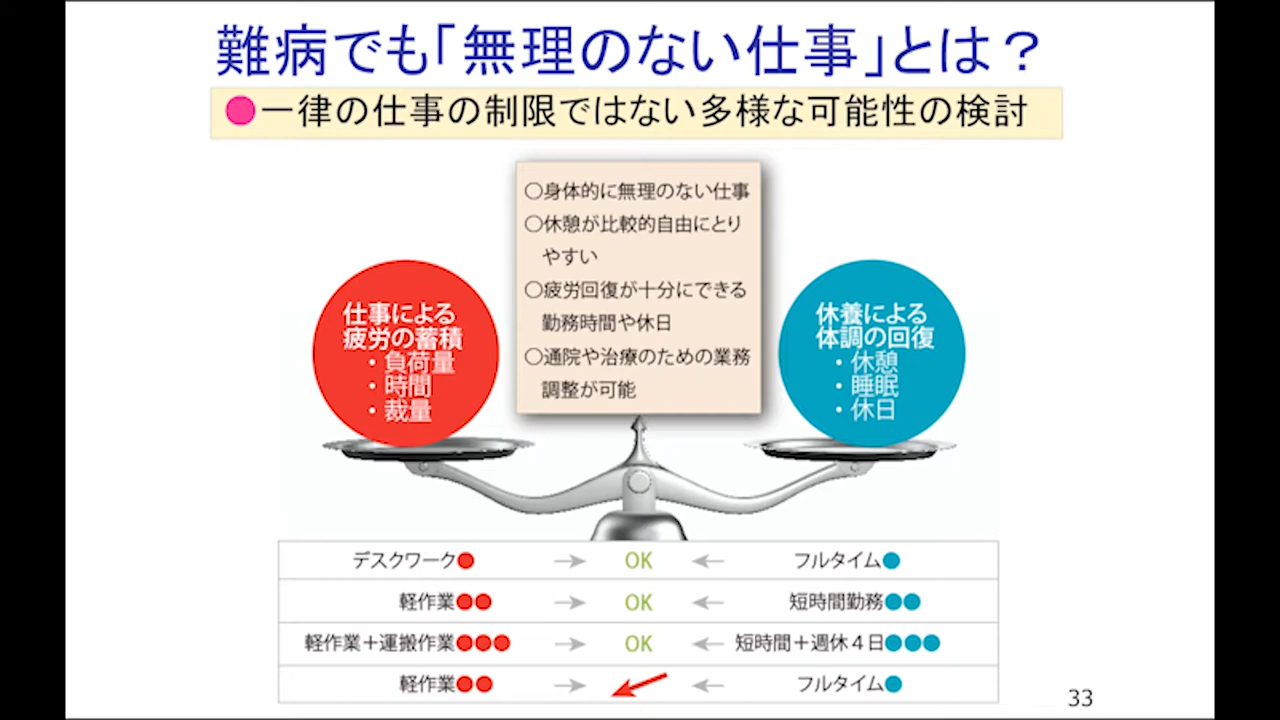 難病でも「無理のない仕事」とは？
●一律の仕事の制限ではない多様な可能性の検討
○身体的に無理のない仕事
○休憩が比較的自由にとり
やすい
○疲労回復が十分にできる
勤務時間や休日
○通院や治療のための業務
調整が可能
仕事による
疲労の蓄積
・負荷量
・時間
・裁量
休養による
体調の回復
・休憩
・睡眠
・休日
デスクワーク● → OK ← フルタイム●
軽作業●● → OK ← 短時間勤務●●
軽作業＋運搬作業●●● → OK ← 短時間＋週休４日●●●
軽作業●● → ← フルタイム●
33